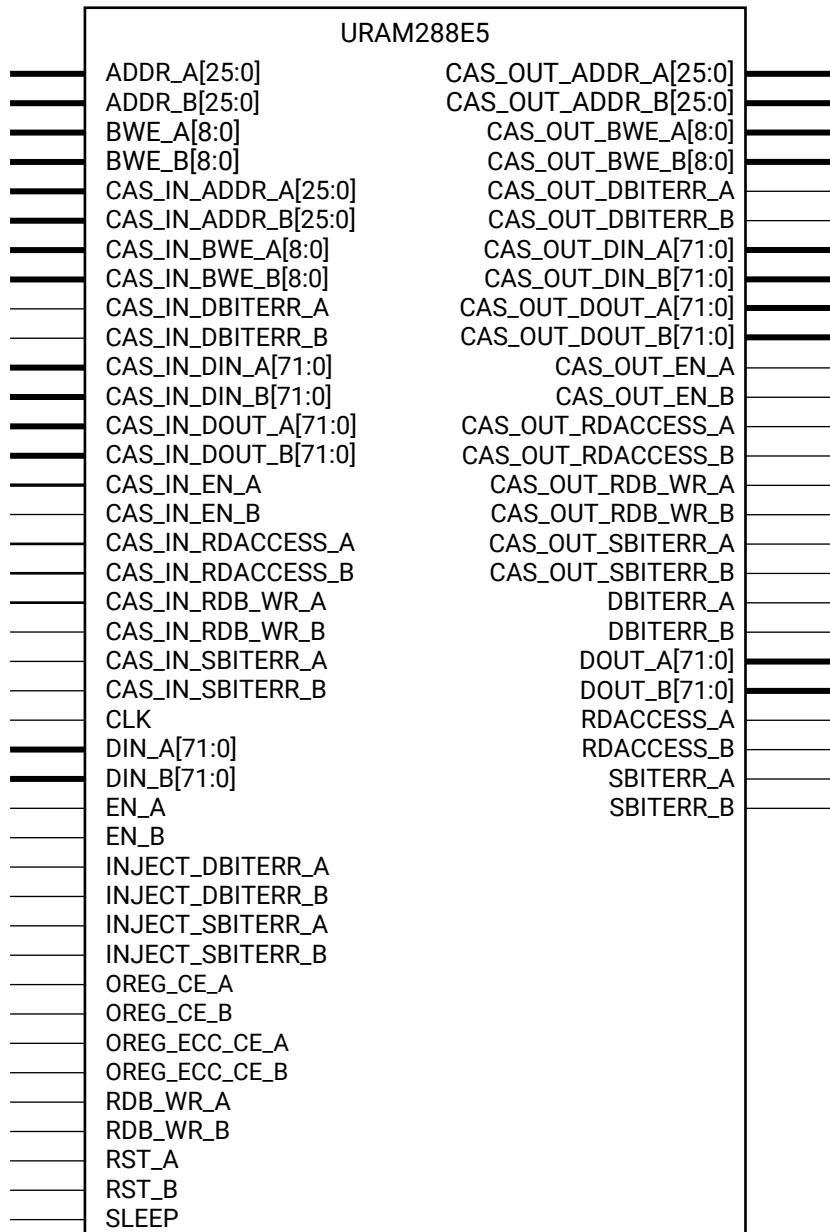 URAM288E5
ADDR_A[25:0]
ADDR_B[25:0]
BWE_A[8:0]
BWE_B[8:0]
CAS_IN_ADDR_A[25:0]
CAS_IN_ADDR_B[25:0]
CAS_IN_BWE_A[8:0]
CAS_IN_BWE_B[8:0]
CAS_IN_DBITERR_A
CAS_IN_DBITERR_B
CAS_IN_DIN_A[71:0]
CAS_IN_DIN_B[71:0]
CAS_IN_DOUT_A[71:0]
CAS_IN_DOUT_B[71:0]
CAS_IN_EN_A
CAS_IN_EN_B
CAS_IN_RDACCESS_A
CAS_IN_RDACCESS_B
CAS_IN_RDB_WR_A
CAS_IN_RDB_WR_B
CAS_IN_SBITERR_A
CAS_IN_SBITERR_B
CLK
DIN_A[71:0]
DIN_B[71:0]
EN_A
EN_B
INJECT_DBITERR_A
INJECT_DBITERR_B
INJECT_SBITERR_A
INJECT_SBITERR_B
OREG_CE_A
OREG_CE_B
OREG_ECC_CE_A
OREG_ECC_CE_B
RDB_WR_A
RDB_WR_B
RST_A
RST_B
SLEEP
CAS_OUT_ADDR_A[25:0]
CAS_OUT_ADDR_B[25:0]
CAS_OUT_BWE_A[8:0]
CAS_OUT_BWE_B[8:0]
CAS_OUT_DBITERR_A
CAS_OUT_DBITERR_B
CAS_OUT_DIN_A[71:0]
CAS_OUT_DIN_B[71:0]
CAS_OUT_DOUT_A[71:0]
CAS_OUT_DOUT_B[71:0]
CAS_OUT_EN_A
CAS_OUT_EN_B
CAS_OUT_RDACCESS_A
CAS_OUT_RDACCESS_B
CAS_OUT_RDB_WR_A
CAS_OUT_RDB_WR_B
CAS_OUT_SBITERR_A
CAS_OUT_SBITERR_B
DBITERR_A
DBITERR_B
DOUT_A[71:0]
DOUT_B[71:0]
RDACCESS_A
RDACCESS_B
SBITERR_A
SBITERR_B